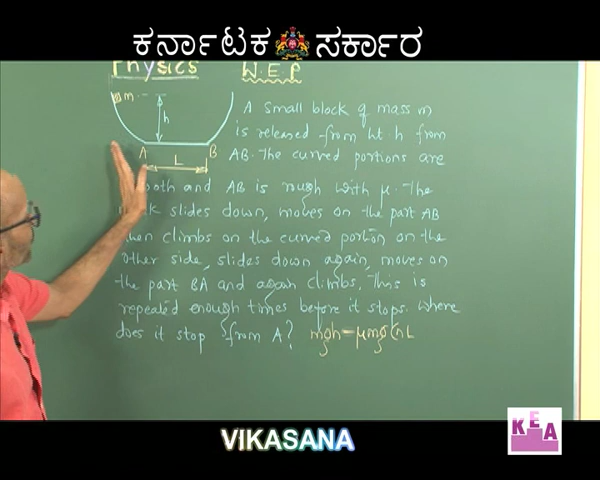 ಕರ್ನಾಟಕ ಸರ್ಕಾರ
Physics W.E.P
m h
A small block of mass m
is released from ht. h from
A B
L
AB. The curved portions are
and AB is rough with μ. The
slides down, moves on the part AB
then climbs on the curved portion on the
other side, slides down again, moves on
the part BA and again climbs. This is
repeated enough times before it stops. Where
does it stop from A? mgh = μmg(nL
KEA
VIKASANA